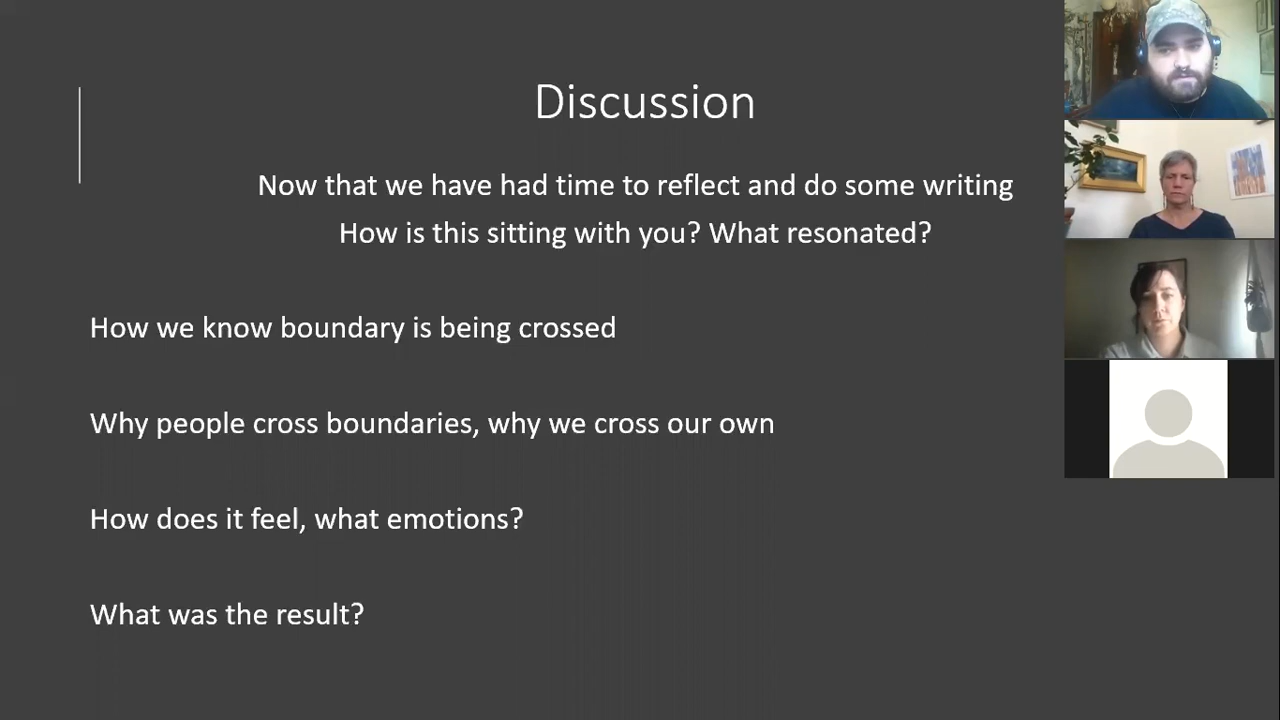 Discussion
Now that we have had time to reflect and do some writing
How is this sitting with you? What resonated?
How we know boundary is being crossed
Why people cross boundaries, why we cross our own
How does it feel, what emotions?
What was the result?